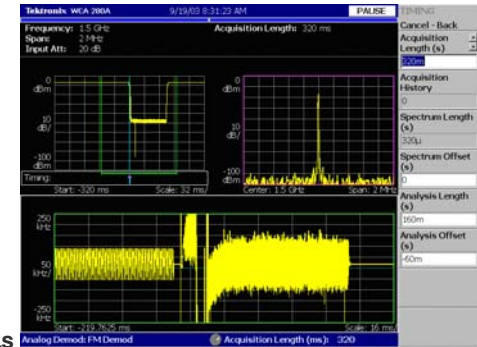 Tektronix WCA 280A 9/19/03 8:31:23 AM PAUSE TIMING
Frequency: 1.5 GHz Acquisition Length: 320 ms
Span: 2 MHz
Input Att: 20 dB
Cancel - Back
Acquisition
Length (s)
320m
Acquisition
History
0
Spectrum Length
(s)
320µ
Spectrum Offset
(s)
0
Analysis Length
(s)
160m
Analysis Offset
(s)
-60m
0
dBm
10
dB/
-100
dBm
Timing:
Start: -320 ms Scale: 32 ms/
0
dBm
10
dB/
-100
dBm
Center: 1.5 GHz Span: 2 MHz
250
kHz
50
kHz/
-250
kHz
Start: -219.7625 ms Scale: 16 ms/
Analog Demod: FM Demod Acquisition Length (ms): 320